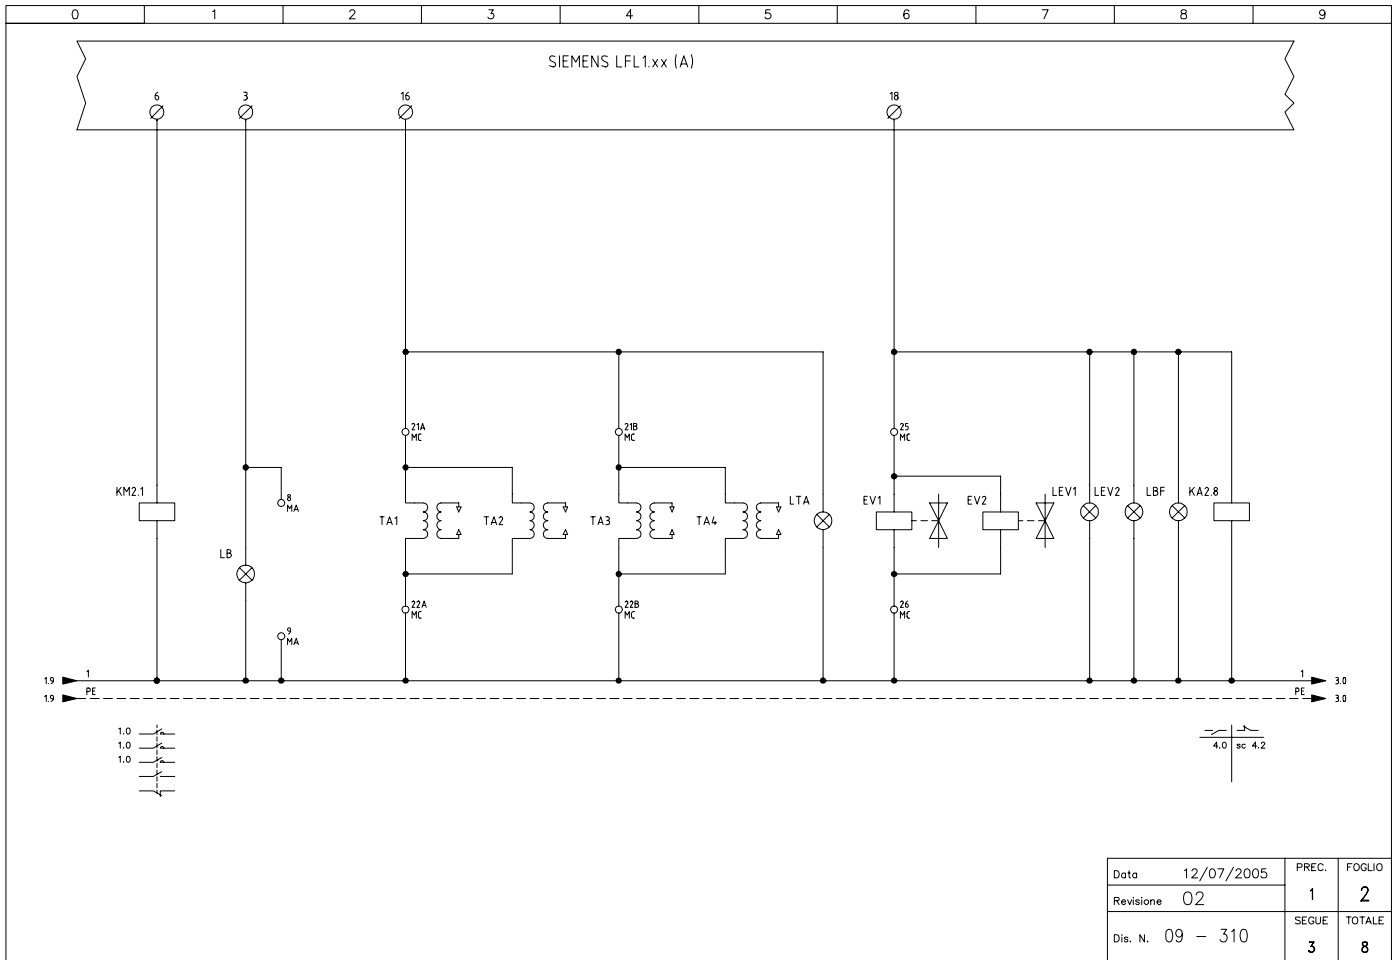 0 1 2 3 4 5 6 7 8 9
SIEMENS LFL1.xx (A)
6 3 16 18
21A
MC
21B
MC
25
MC
KM2.1
8
MA
TA1
TA2
TA3
TA4
LTA
EV1
EV2
LEV1
LEV2
LBF
KA2.8
LB
22A
MC
22B
MC
26
MC
9
MA
1.9 1 1 3.0
1.9 PE PE 3.0
1.0
1.0
1.0
4.0 sc 4.2
Data 12/07/2005
PREC.
1
FOGLIO
2
Revisione 02
Dis. N. 09 - 310
SEGUE
3
TOTALE
8